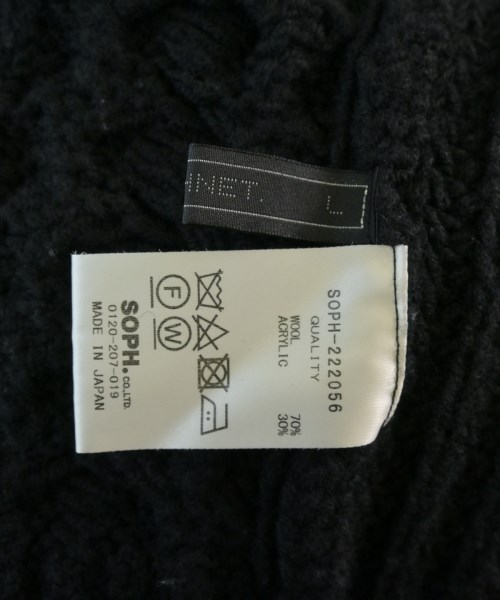 NET.
L
SOPH-222056
QUALITY
WOOL 70%
ACRYLIC 30%
F
W
SOPH.CO.,LTD.
0120-207-019
MADE IN JAPAN